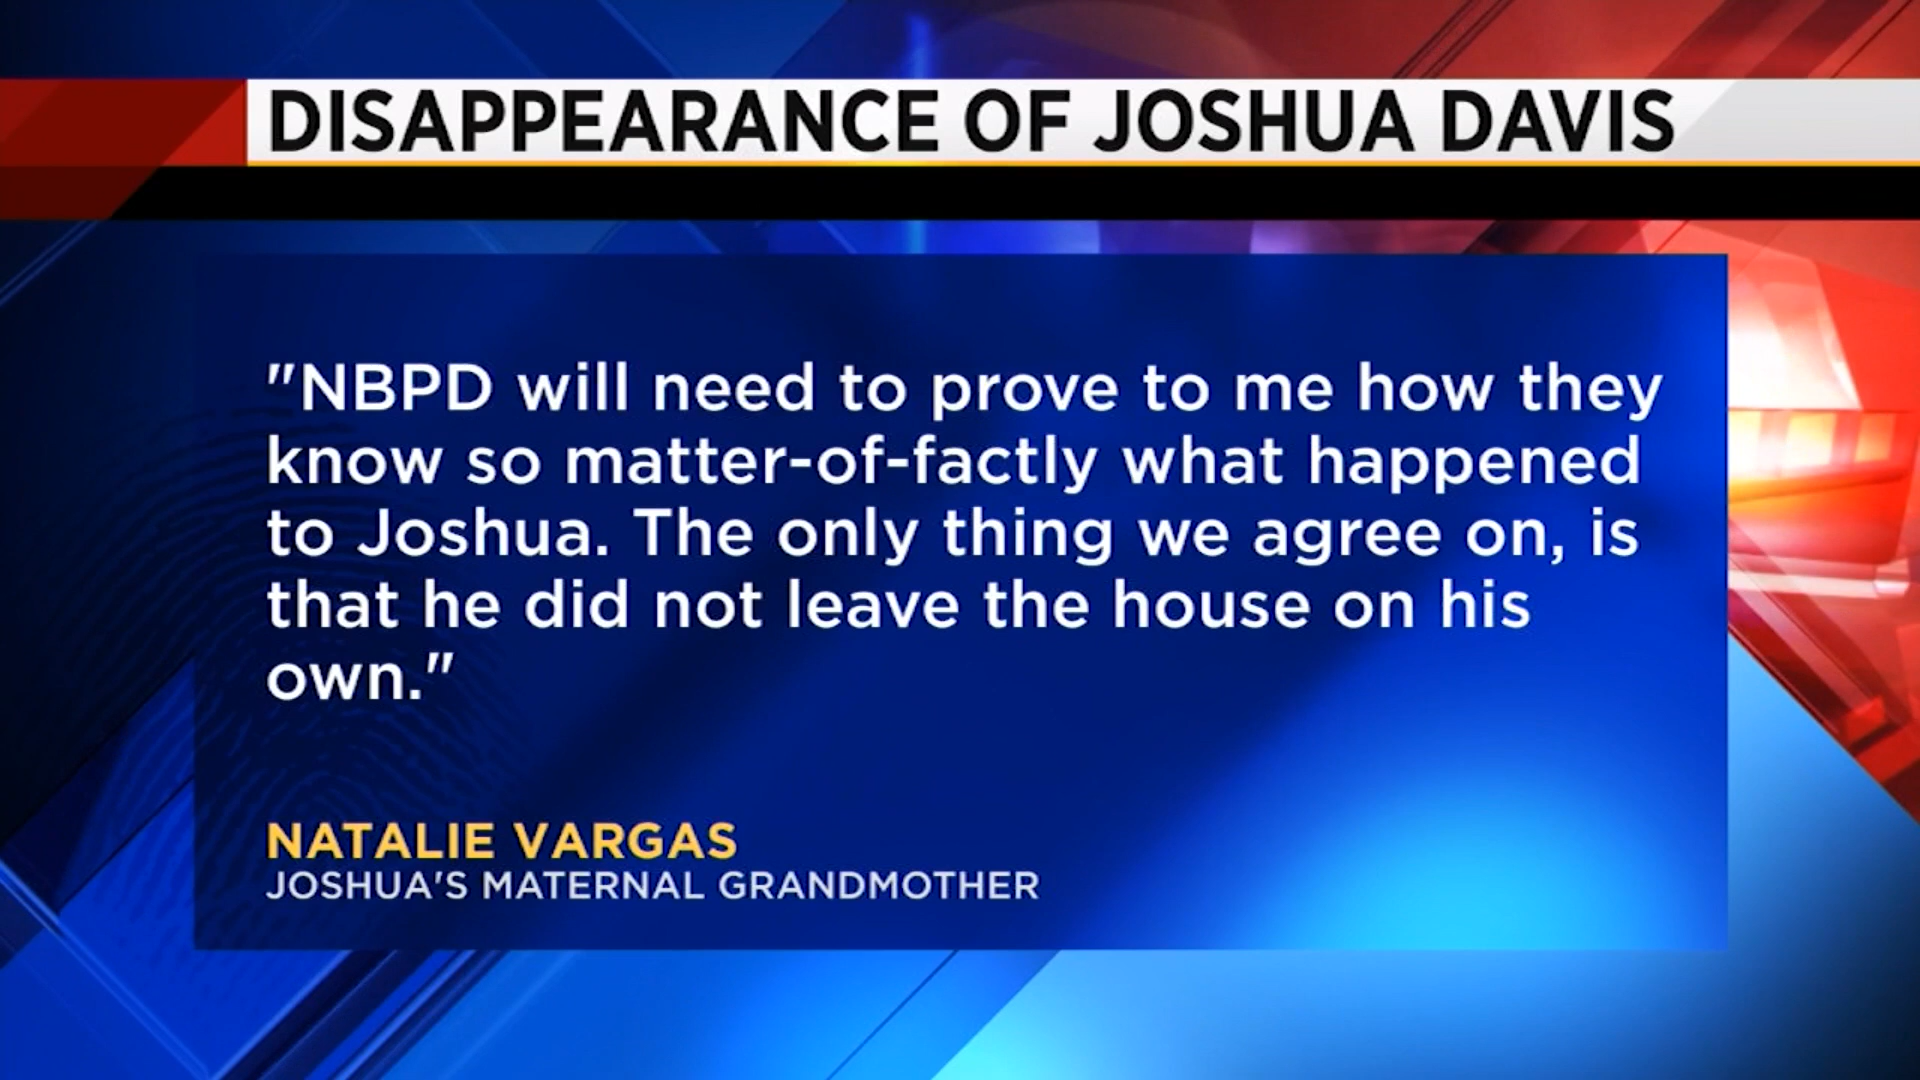 DISAPPEARANCE OF JOSHUA DAVIS
"NBPD will need to prove to me how they
know so matter-of-factly what happened
to Joshua. The only thing we agree on, is
that he did not leave the house on his
own."
NATALIE VARGAS
JOSHUA'S MATERNAL GRANDMOTHER